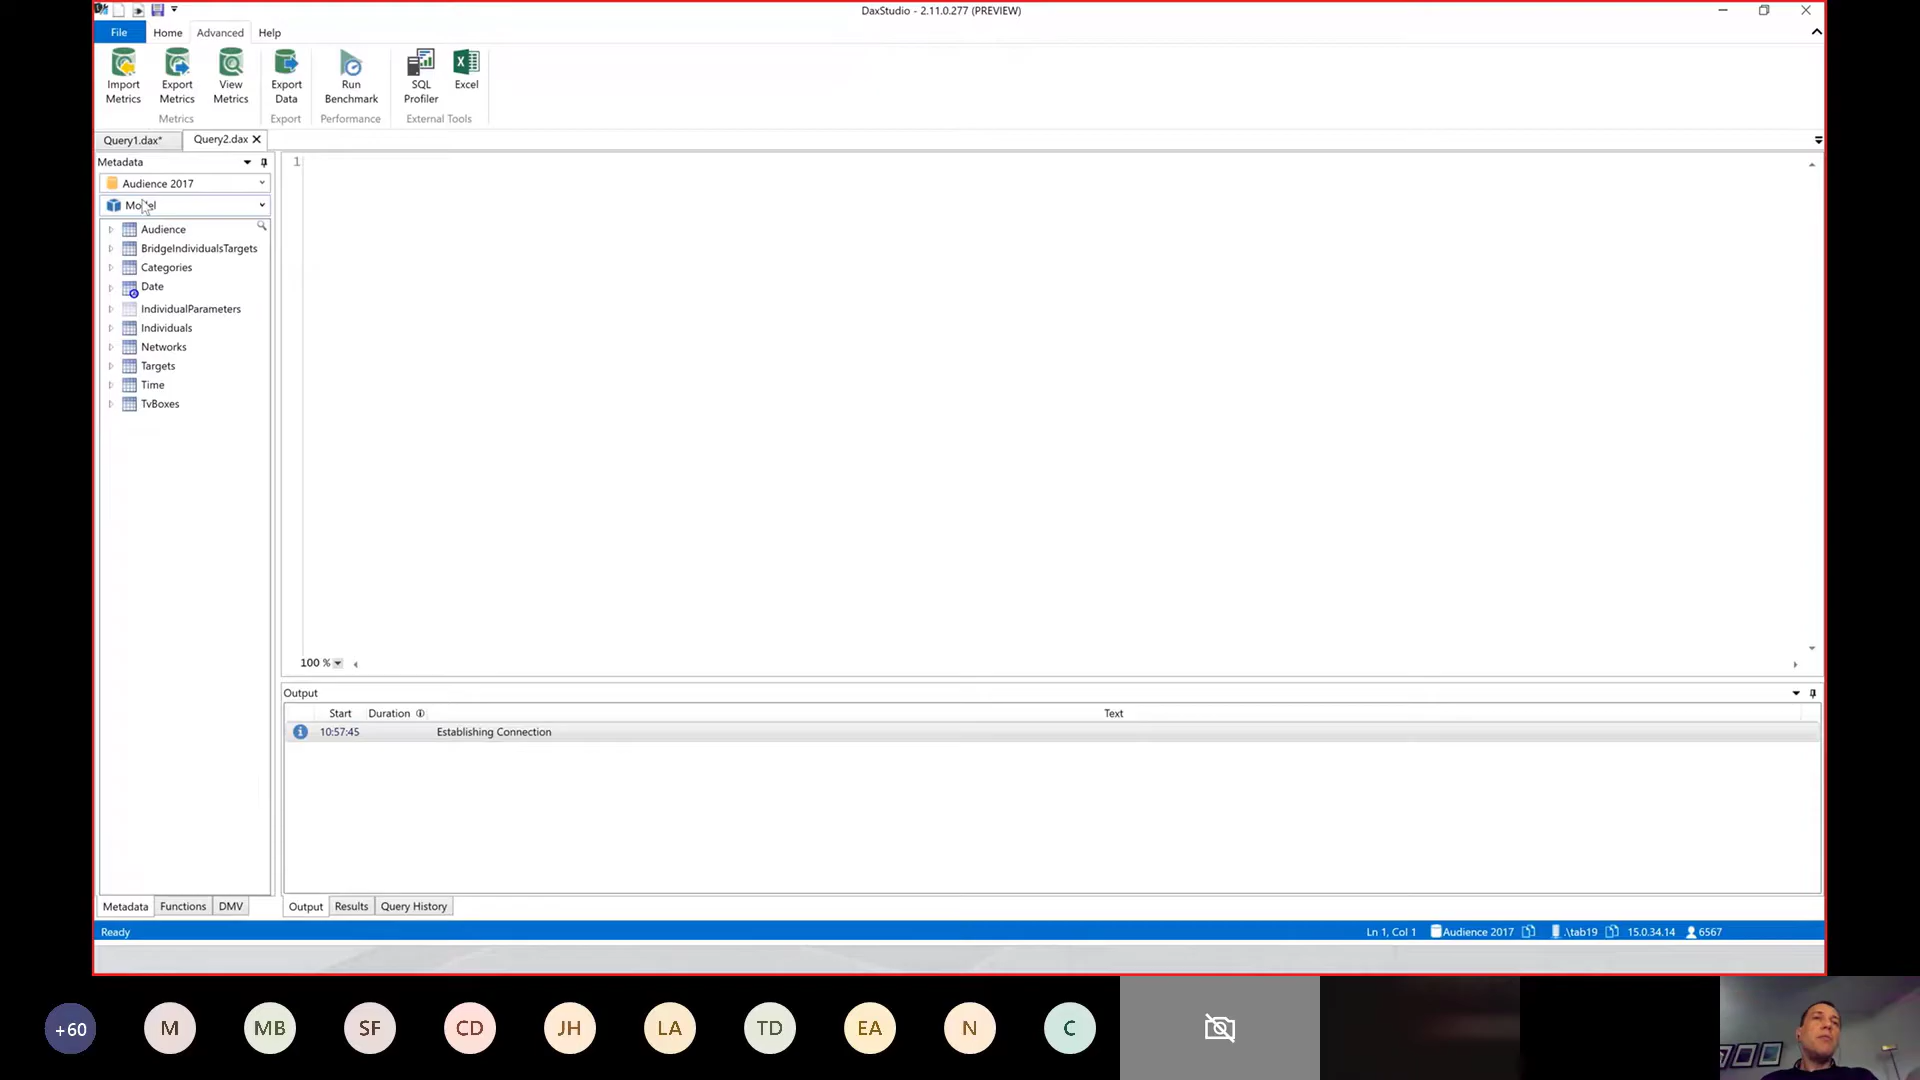 DaxStudio - 2.11.0.277 (PREVIEW)
File Home Advanced Help
Import Metrics
Export Metrics
View Metrics
Export Data
Run Benchmark
SQL Profiler
Excel
Metrics Export Performance External Tools
Query1.dax* Query2.dax
Metadata
1
Audience 2017
Model
Audience
BridgeIndividualsTargets
Categories
Date
IndividualParameters
Individuals
Networks
Targets
Time
TvBoxes
100 %
Output
Start Duration Text
10:57:45 Establishing Connection
Metadata Functions DMV
Output Results Query History
Ready Ln 1, Col 1 Audience 2017 .\tab19 15.0.34.14 6567
+60 M MB SF CD JH LA TD EA N C